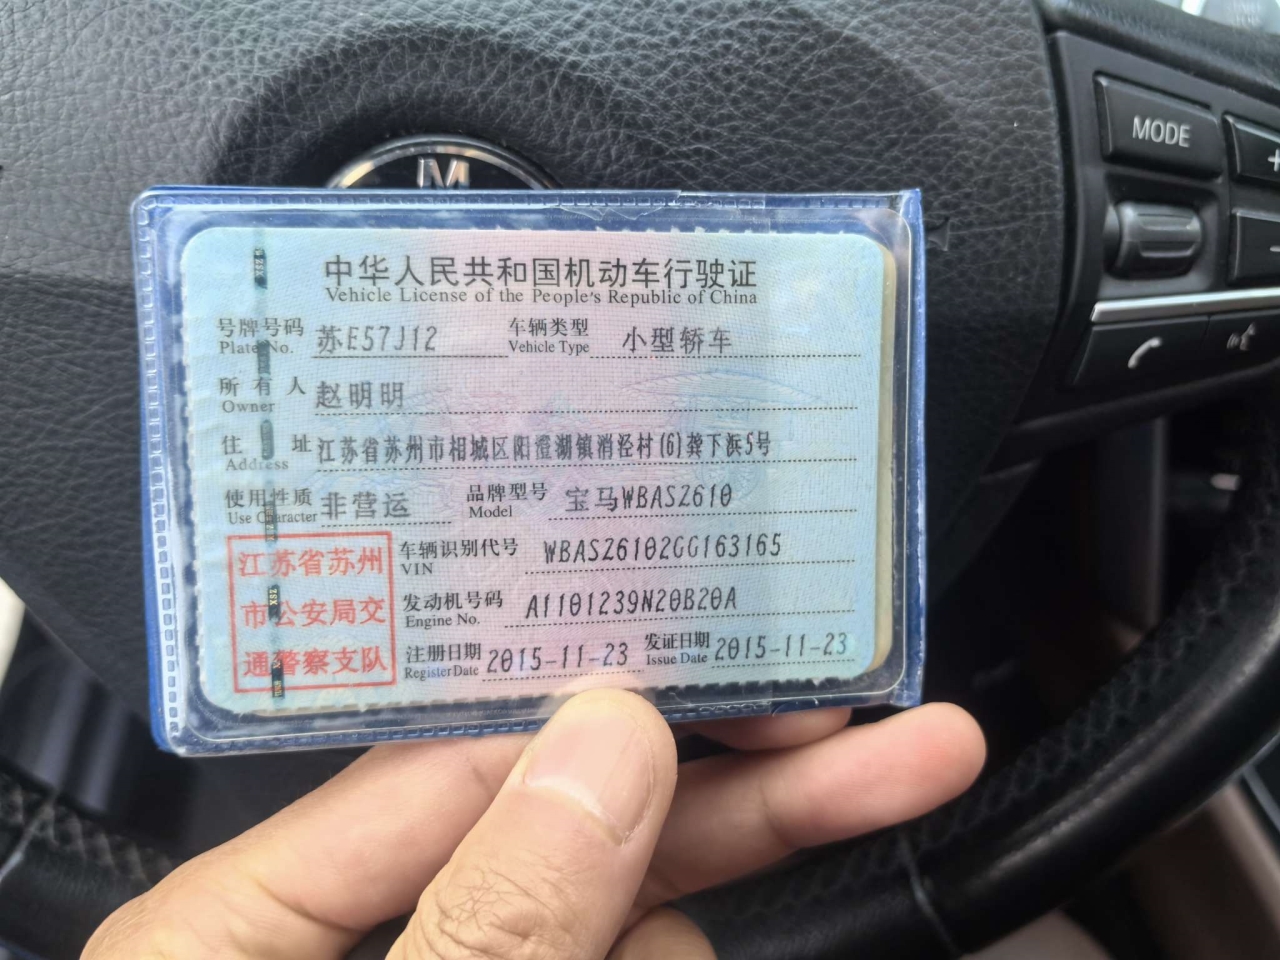 M
MODE
+
中华人民共和国机动车行驶证
Vehicle License of the People's Republic of China
号牌号码 苏E57J12 车辆类型 小型轿车
Plate No. Vehicle Type
所有人 赵明明
Owner
住址 江苏省苏州市相城区阳澄湖镇消泾村(6)龚下浜5号
Address
使用性质 非营运 品牌型号 宝马WBAS2610
Use Character Model
江苏省苏州
市公安局交
通警察支队
车辆识别代号 WBAS26102GG163165
VIN
发动机号码 A1101239N20B20A
Engine No.
注册日期 2015-11-23 发证日期 2015-11-23
Register Date Issue Date